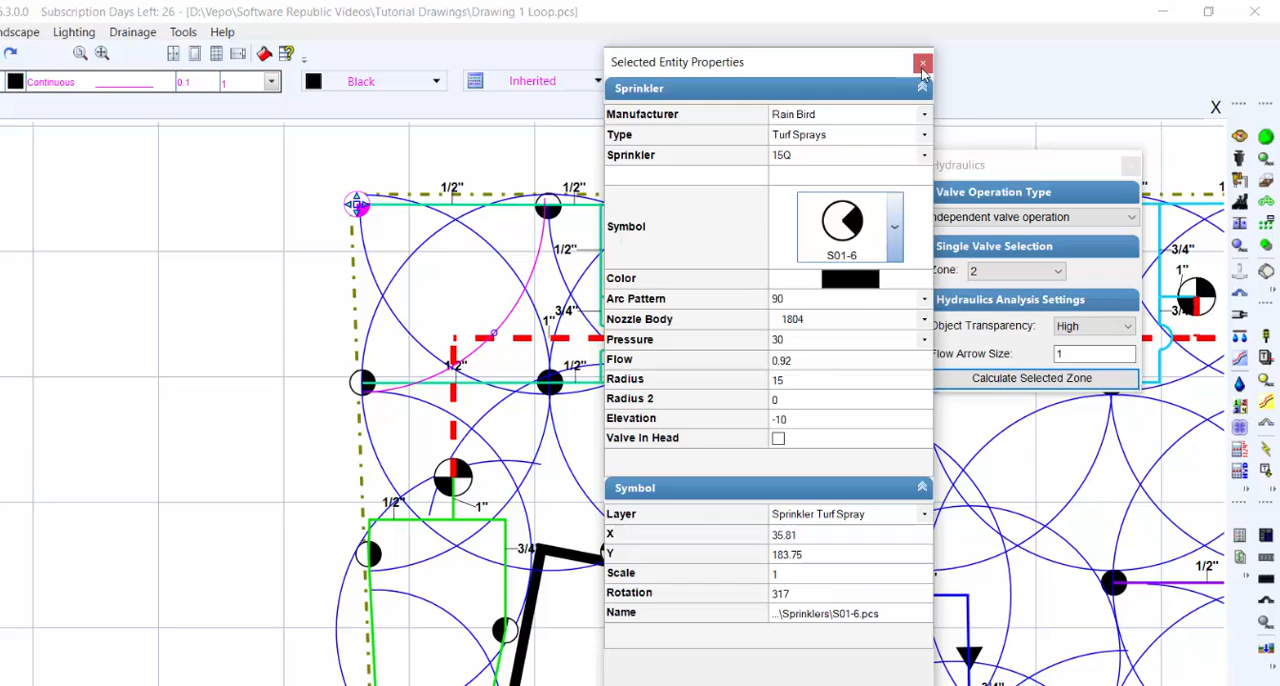 5.3.0.0 Subscription Days Left: 26 - [D:\Vepo\Software Republic Videos\Tutorial Drawings\Drawing 1 Loop.pcs]
ndscape Lighting Drainage Tools Help
Continuous 0.1 1 Black Inherited
Selected Entity Properties
X
Sprinkler
Manufacturer Rain Bird
Type Turf Sprays
Sprinkler 15Q
Symbol
S01-6
Color
Arc Pattern 90
Nozzle Body 1804
Pressure 30
Flow 0.92
Radius 15
Radius 2 0
Elevation -10
Valve In Head
Symbol
Layer Sprinkler Turf Spray
X 35.81
Y 183.75
Scale 1
Rotation 317
Name ...\Sprinklers\S01-6.pcs
Hydraulics
Valve Operation Type
ndependent valve operation
Single Valve Selection
Zone: 2
Hydraulics Analysis Settings
Object Transparency: High
Flow Arrow Size: 1
Calculate Selected Zone
1/2" 1/2"
1/2"
3/4"
1"
1/2" 1/2"
1/2" 1"
3/4"
3/4"
1"
3/4
1/2"